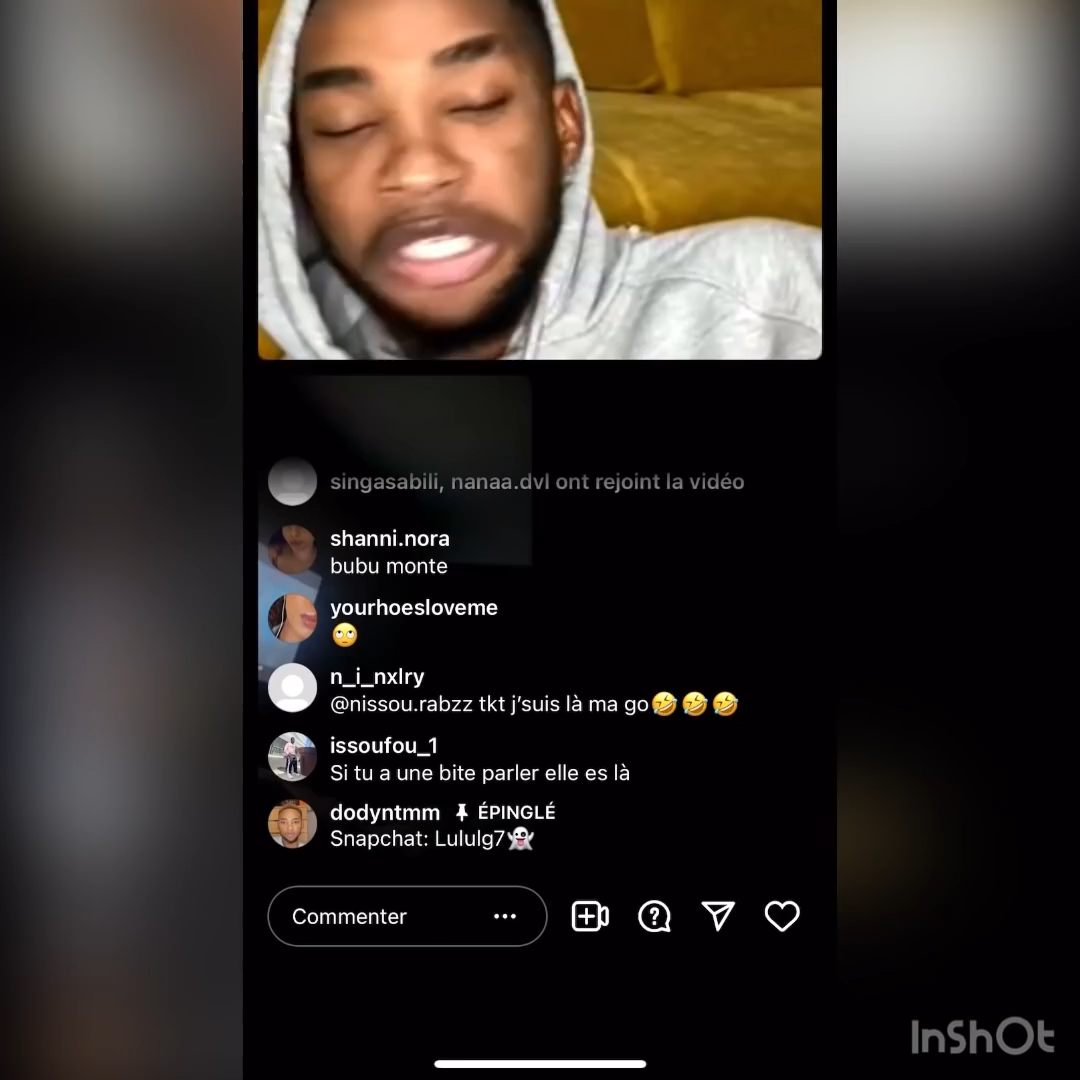 singasabili, nanaa.dvl ont rejoint la vidéo
shanni.nora
bubu monte
yourhoesloveme
🙄
n_i_nxlry
@nissou.rabzz tkt j’suis là ma go🤣🤣🤣
issoufou_1
Si tu a une bite parler elle es là
dodyntmm ÉPINGLÉ
Snapchat: Lululg7👻
Commenter
InShOt